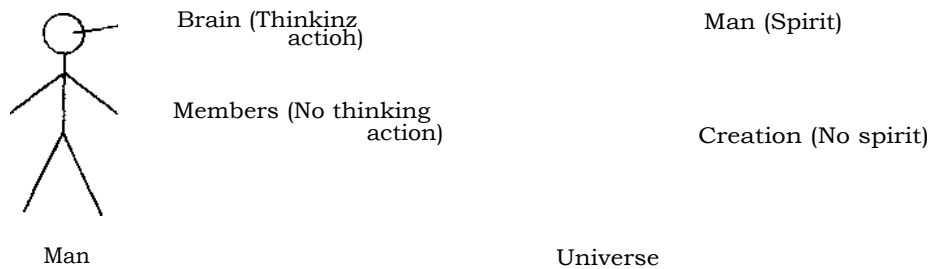 Brain (Thinkinz
actioh)
Man (Spirit)
Members (No thinking
action)
Creation (No spirit)
Man
Universe